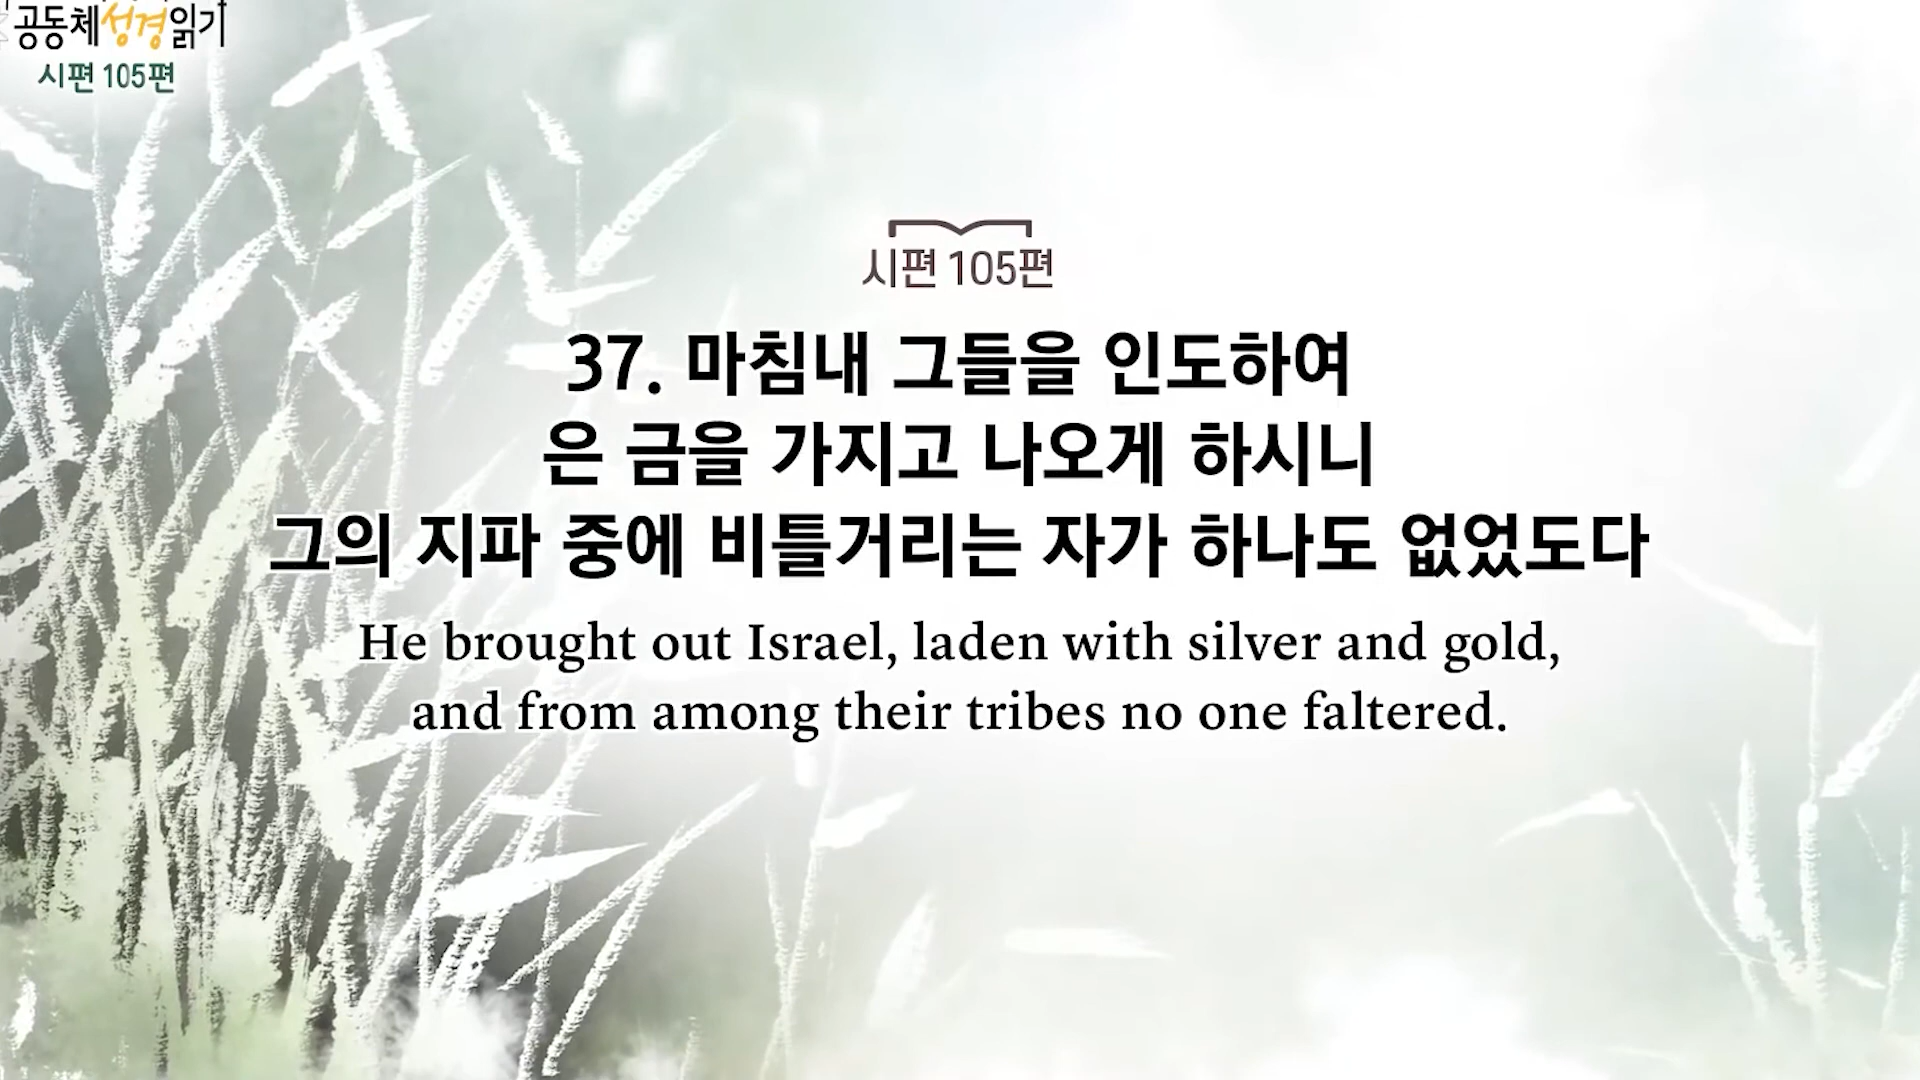 공동체성경읽기
시편 105편
시편 105편
37. 마침내 그들을 인도하여
은 금을 가지고 나오게 하시니
그의 지파 중에 비틀거리는 자가 하나도 없었도다
He brought out Israel, laden with silver and gold,
and from among their tribes no one faltered.